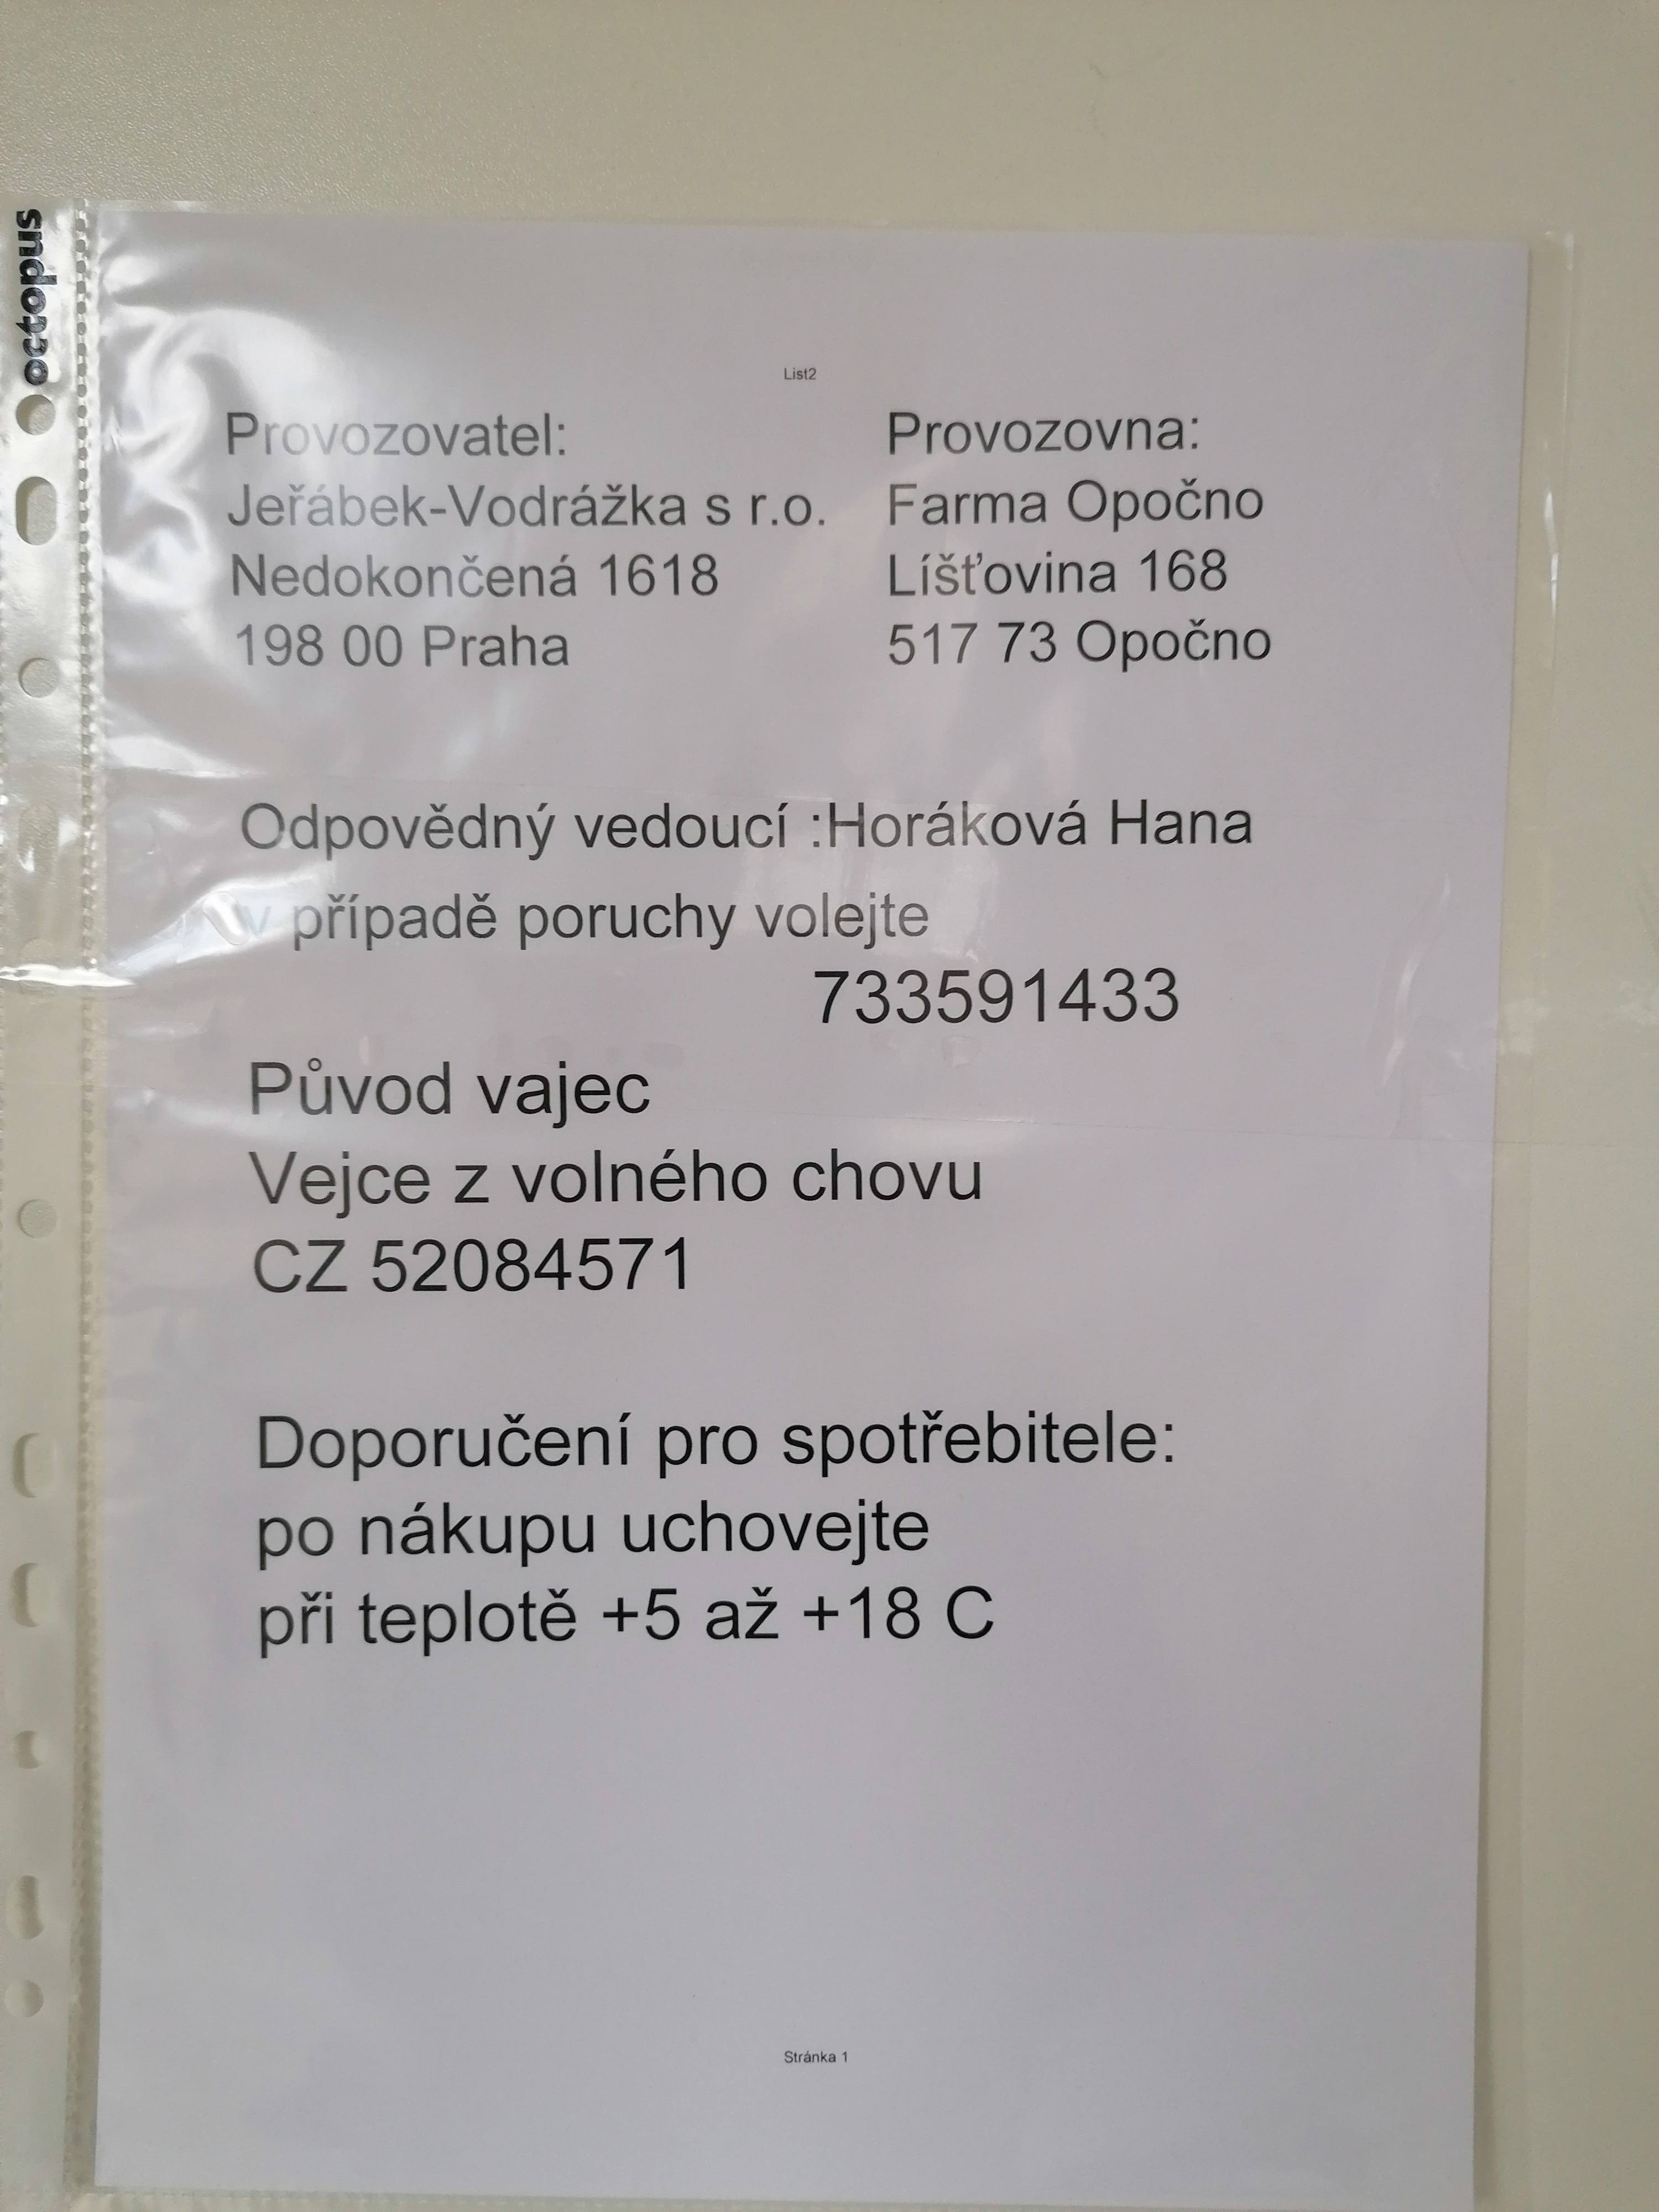 octopus
List2
Provozovatel:
Jeřábek-Vodrážka s r.o.
Nedokončená 1618
198 00 Praha
Provozovna:
Farma Opočno
Líšťovina 168
517 73 Opočno
Odpovědný vedoucí :Horáková Hana
v případě poruchy volejte
733591433
Původ vajec
Vejce z volného chovu
CZ 52084571
Doporučení pro spotřebitele:
po nákupu uchovejte
při teplotě +5 až +18 C
Stránka 1